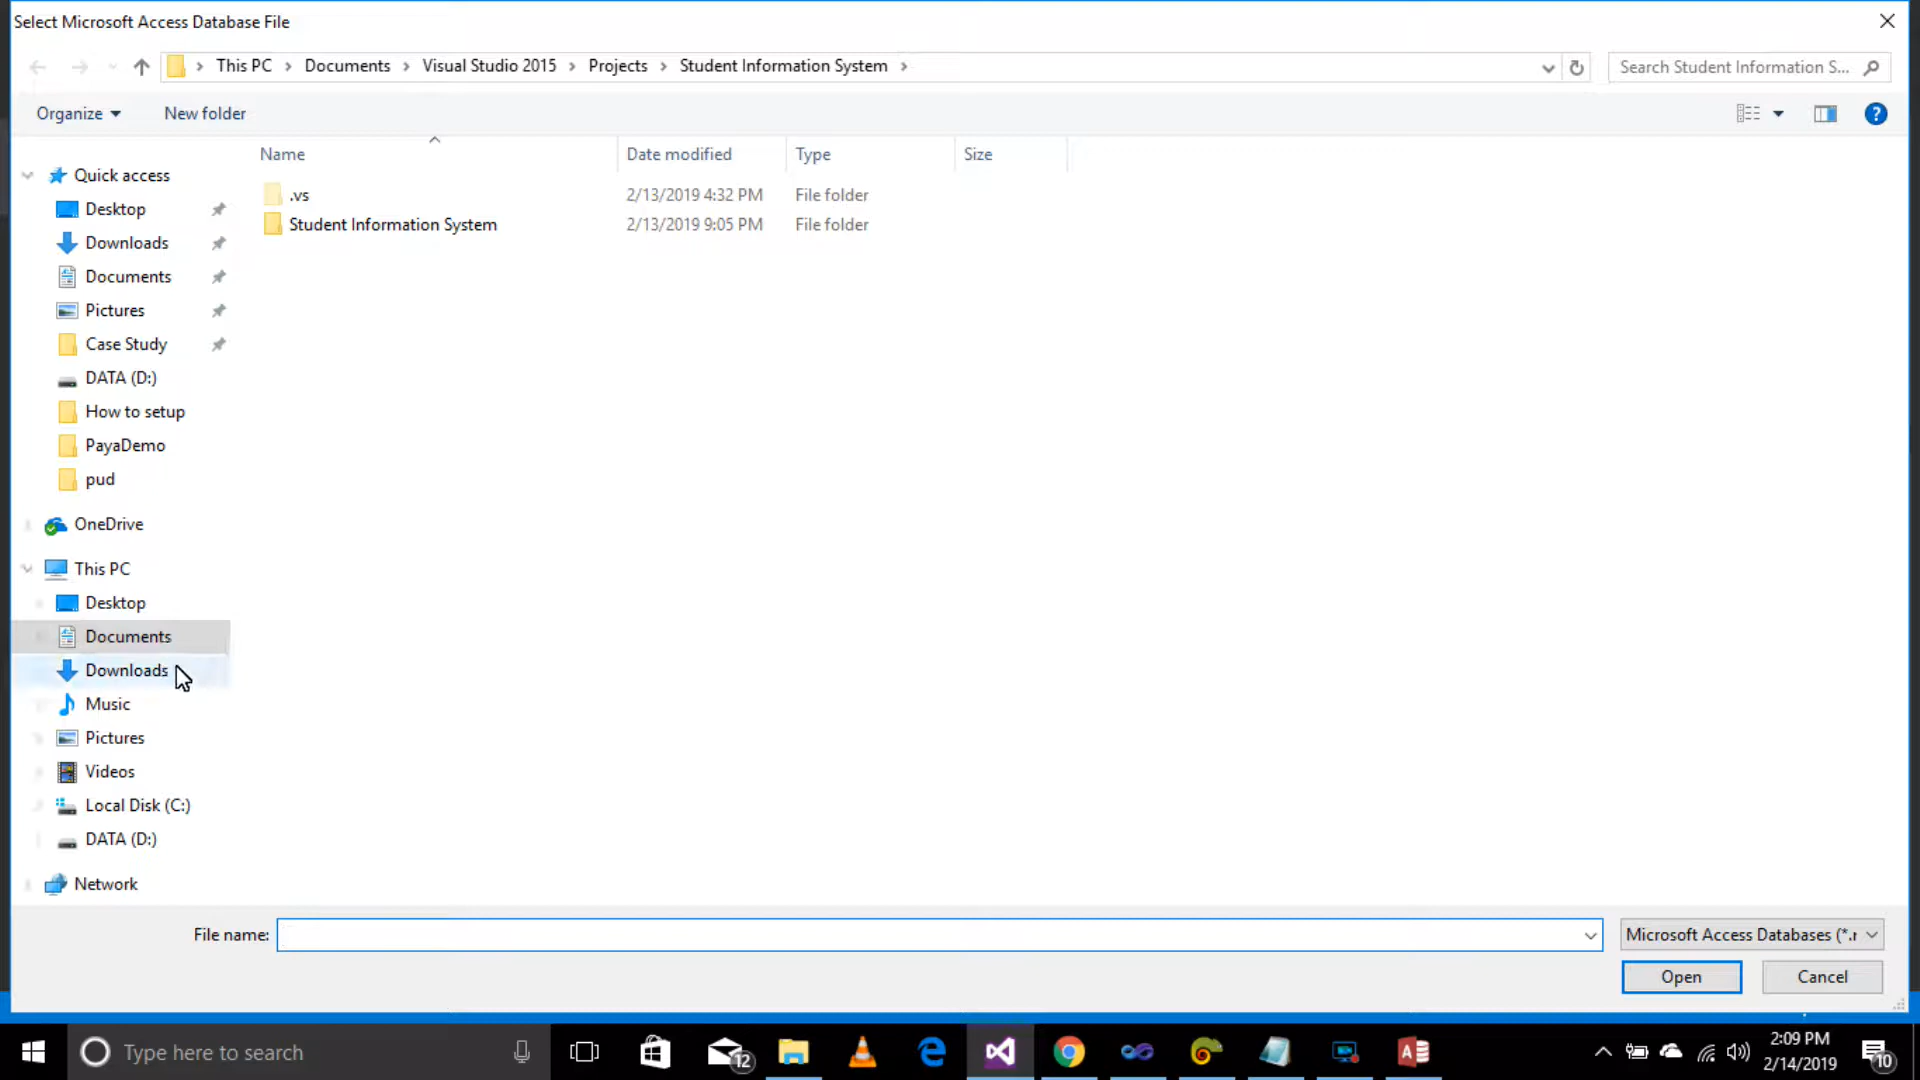 Select Microsoft Access Database File
This PC > Documents > Visual Studio 2015 > Projects > Student Information System >
Search Student Information S...
Organize
New folder
Name
Date modified
Type
Size
.vs
2/13/2019 4:32 PM
File folder
Student Information System
2/13/2019 9:05 PM
File folder
Quick access
Desktop
Downloads
Documents
Pictures
Case Study
DATA (D:)
How to setup
PayaDemo
pud
OneDrive
This PC
Desktop
Documents
Downloads
Music
Pictures
Videos
Local Disk (C:)
DATA (D:)
Network
File name:
Microsoft Access Databases (*.r
Open
Cancel
Type here to search
12
2:09 PM
2/14/2019
10